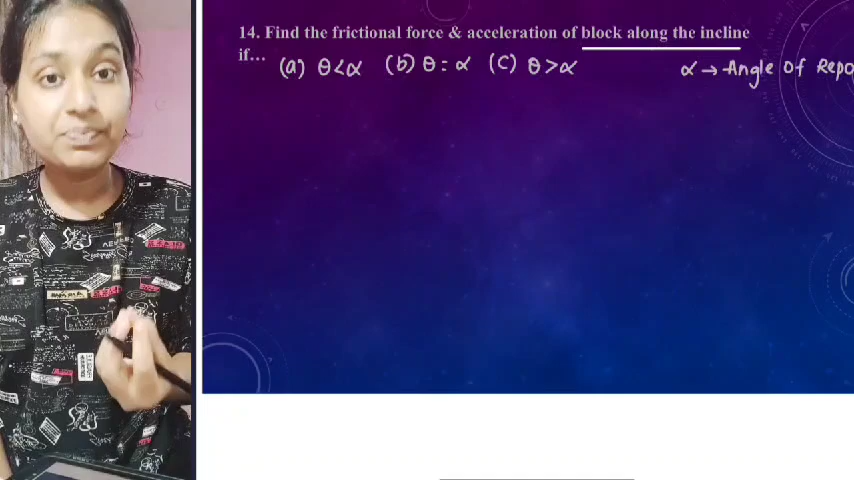 14. Find the frictional force & acceleration of block along the incline
if... (a) θ<α (b) θ = α (c) θ >α α → Angle of Repo